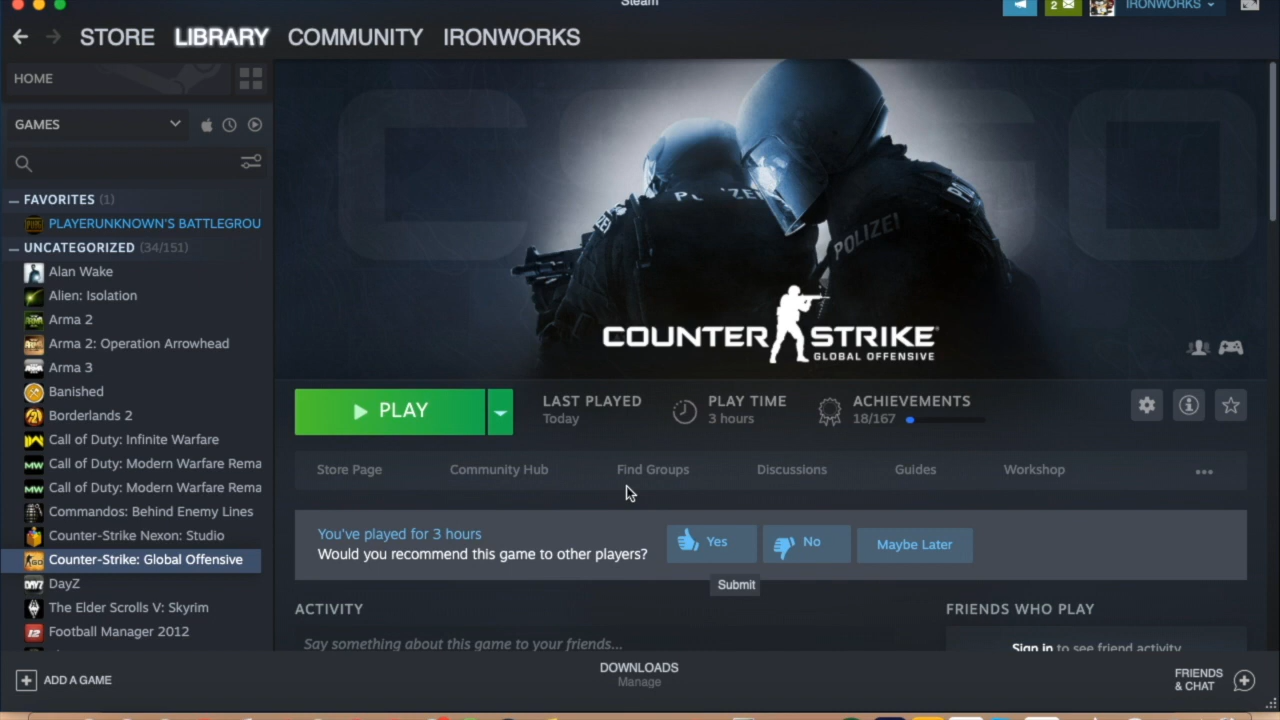 Steam
2
IRONWORKS
STORE
LIBRARY
COMMUNITY
IRONWORKS
HOME
GAMES
FAVORITES (1)
PLAYERUNKNOWN'S BATTLEGROU
UNCATEGORIZED (34/151)
Alan Wake
Alien: Isolation
Arma 2
Arma 2: Operation Arrowhead
Arma 3
Banished
Borderlands 2
Call of Duty: Infinite Warfare
Call of Duty: Modern Warfare Rema
Call of Duty: Modern Warfare Rema
Commandos: Behind Enemy Lines
Counter-Strike Nexon: Studio
Counter-Strike: Global Offensive
DayZ
The Elder Scrolls V: Skyrim
Football Manager 2012
ADD A GAME
POLIZEI
COUNTER STRIKE
GLOBAL OFFENSIVE
PLAY
LAST PLAYED
Today
PLAY TIME
3 hours
ACHIEVEMENTS
18/167
Store Page
Community Hub
Find Groups
Discussions
Guides
Workshop
You've played for 3 hours
Would you recommend this game to other players?
Yes
No
Maybe Later
Submit
ACTIVITY
Say something about this game to your friends...
FRIENDS WHO PLAY
Sign in to see friend activity
DOWNLOADS
Manage
FRIENDS
& CHAT